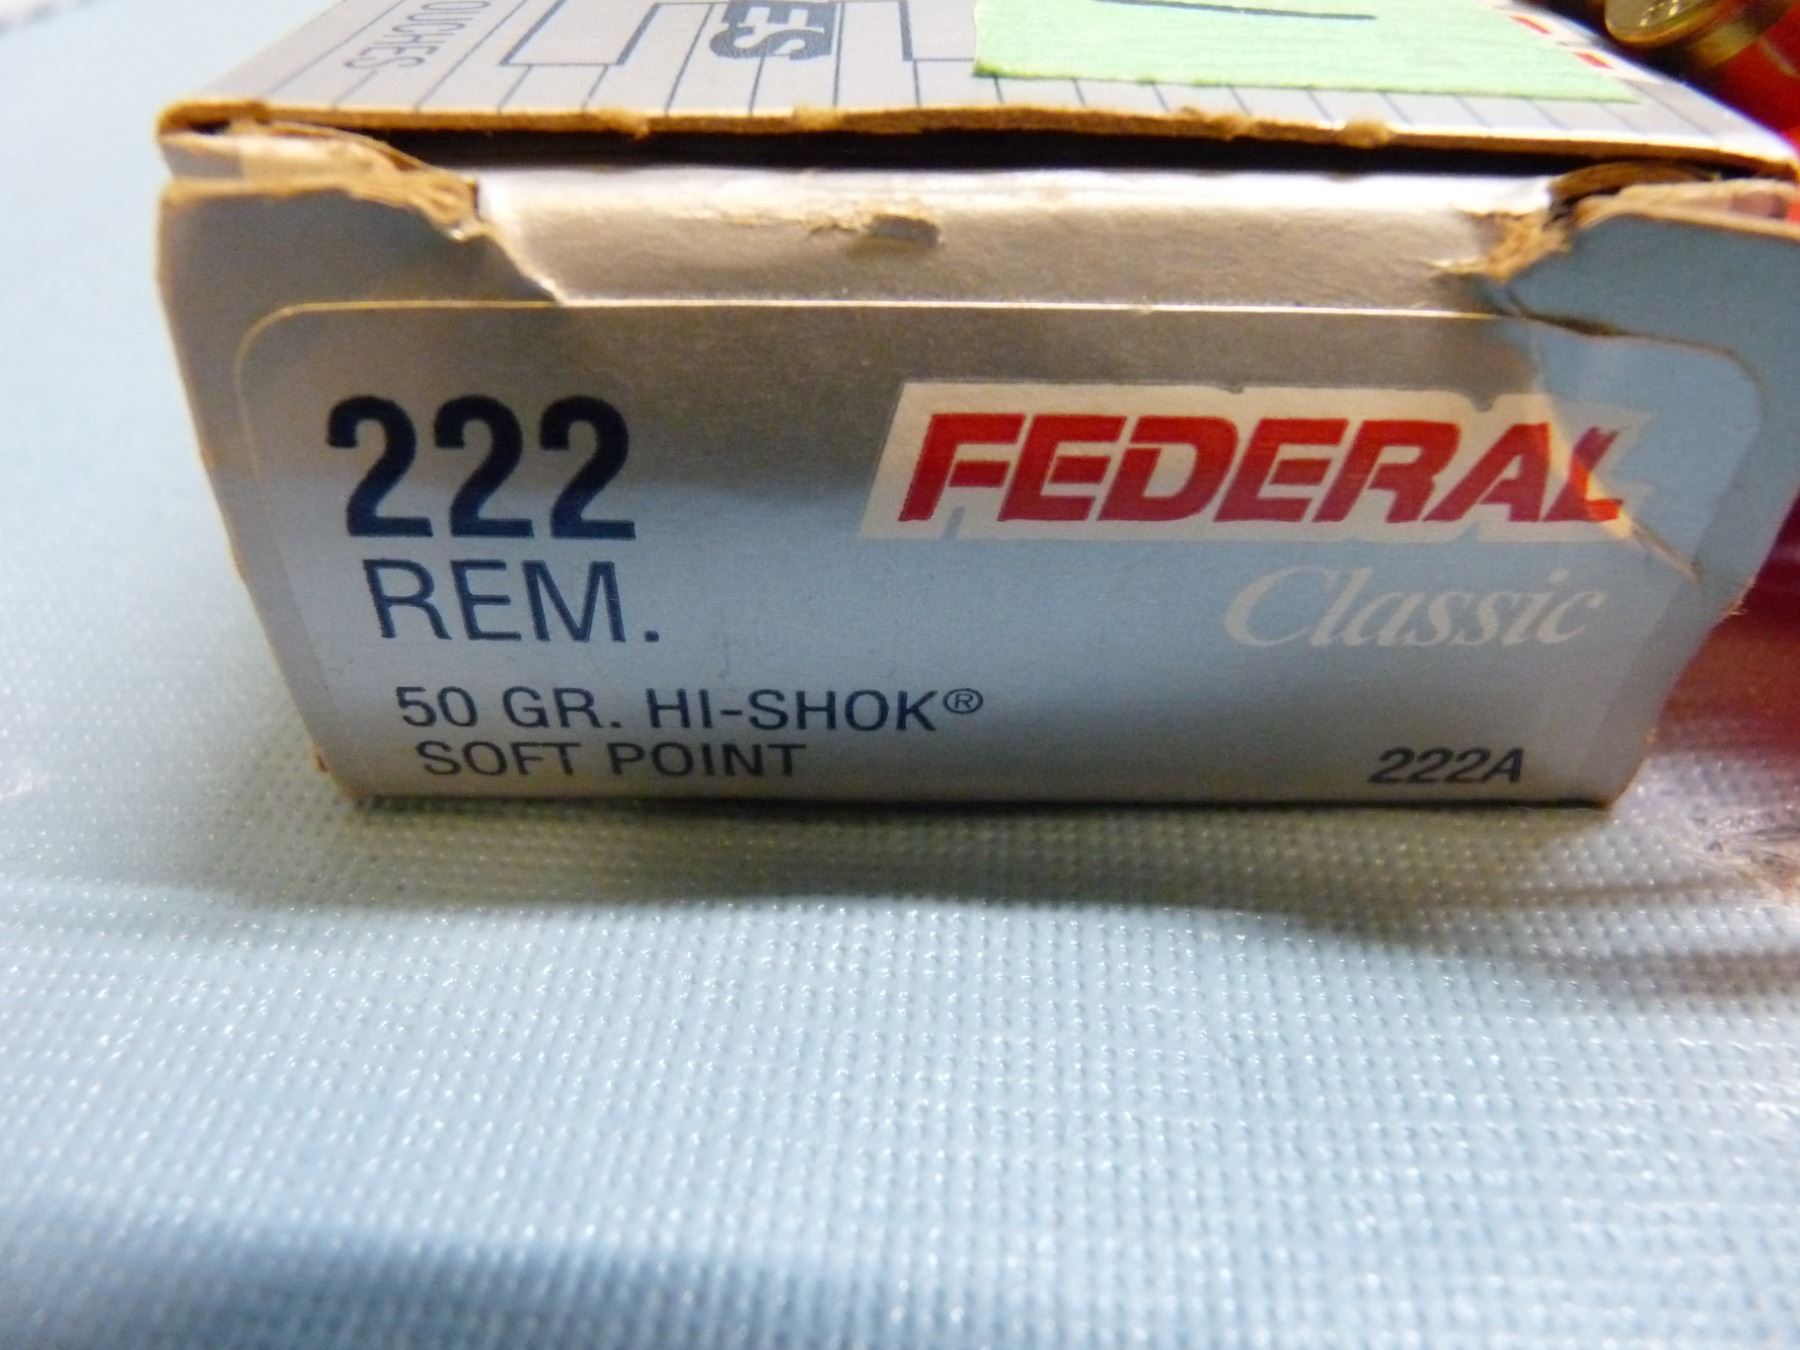 222
REM.
50 GR. HI-SHOK®
SOFT POINT
FEDERAL
Classic
222A